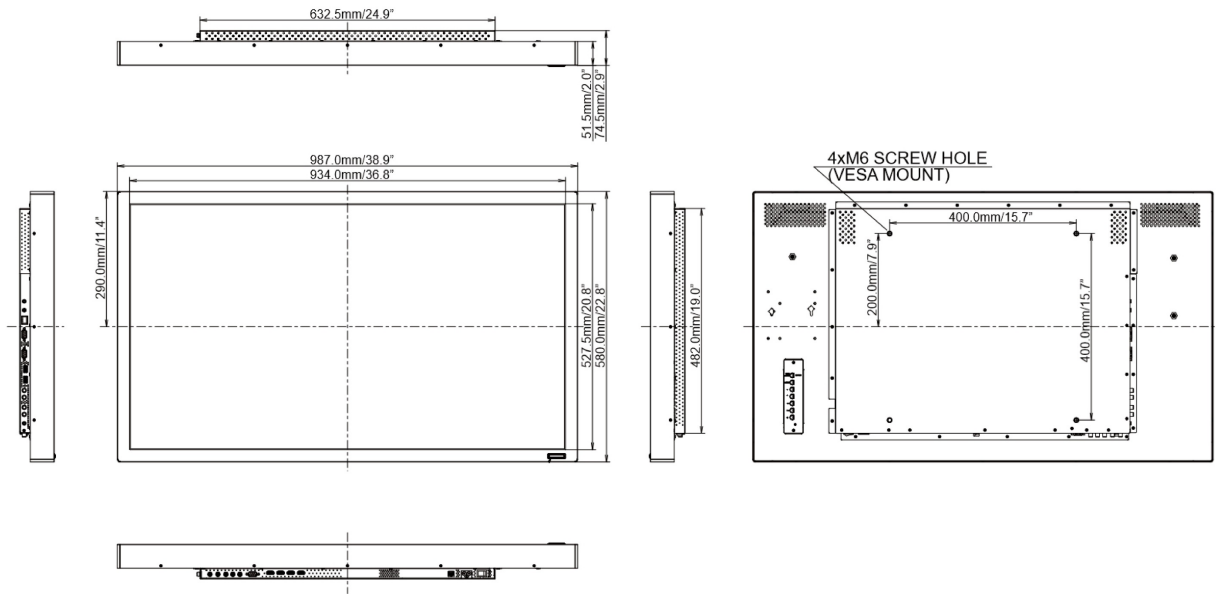 632.5mm/24.9"
51.5mm/2.0"
74.5mm/2.9"
987.0mm/38.9"
934.0mm/36.8"
290.0mm/11.4"
527.5mm/20.8"
580.0mm/22.8"
482.0mm/19.0"
4xM6 SCREW HOLE
(VESA MOUNT)
400.0mm/15.7"
200.0mm/7.9"
400.0mm/15.7"